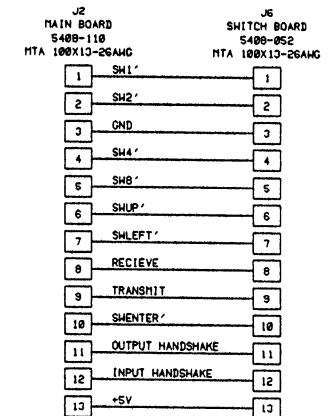 J2 J6
MAIN BOARD SWITCH BOARD
5408-110 5408-052
MTA 100X13-26AWG MTA 100X13-26AWG
1 SW1' 1
2 SW2' 2
3 GND 3
4 SW4' 4
5 SW8' 5
6 SWUP' 6
7 SWLEFT' 7
8 RECIEVE 8
9 TRANSMIT 9
10 SWENTER' 10
11 OUTPUT HANDSHAKE 11
12 INPUT HANDSHAKE 12
13 +5V 13